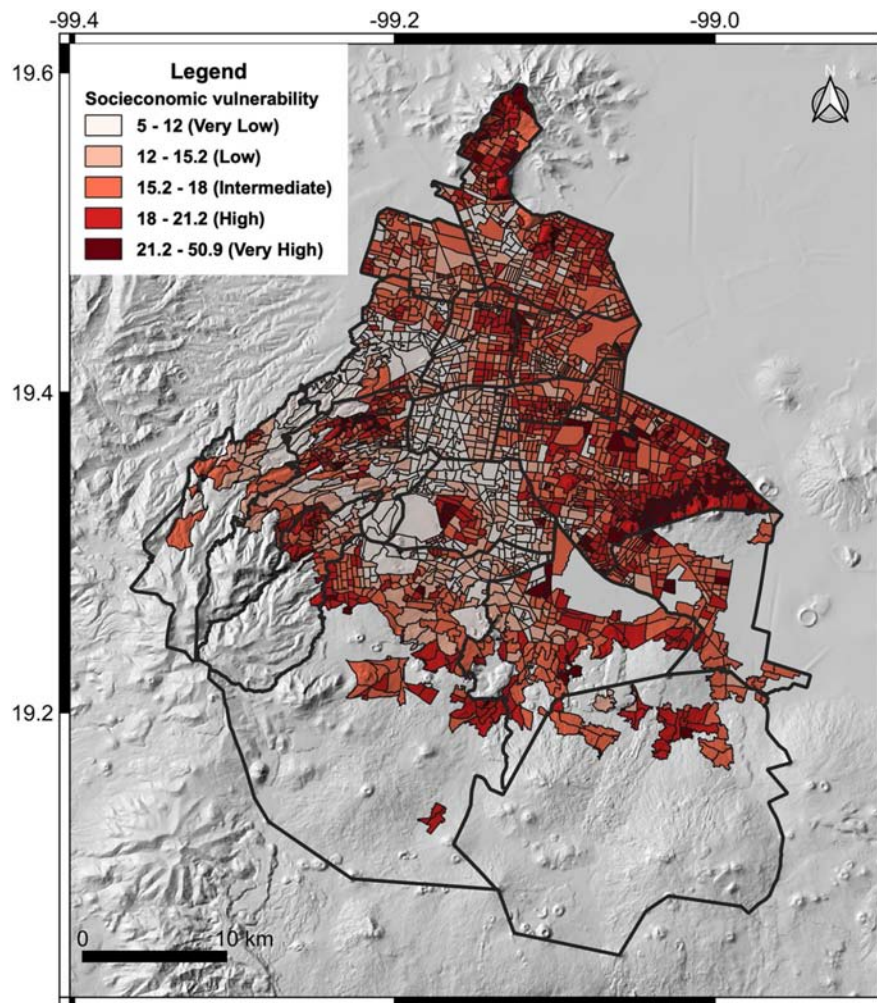 -99.4 -99.2 -99.0
19.6
Legend
Socieconomic vulnerability
5 - 12 (Very Low)
12 - 15.2 (Low)
15.2 - 18 (Intermediate)
18 - 21.2 (High)
21.2 - 50.9 (Very High)
N
19.4
19.2
0 10 km